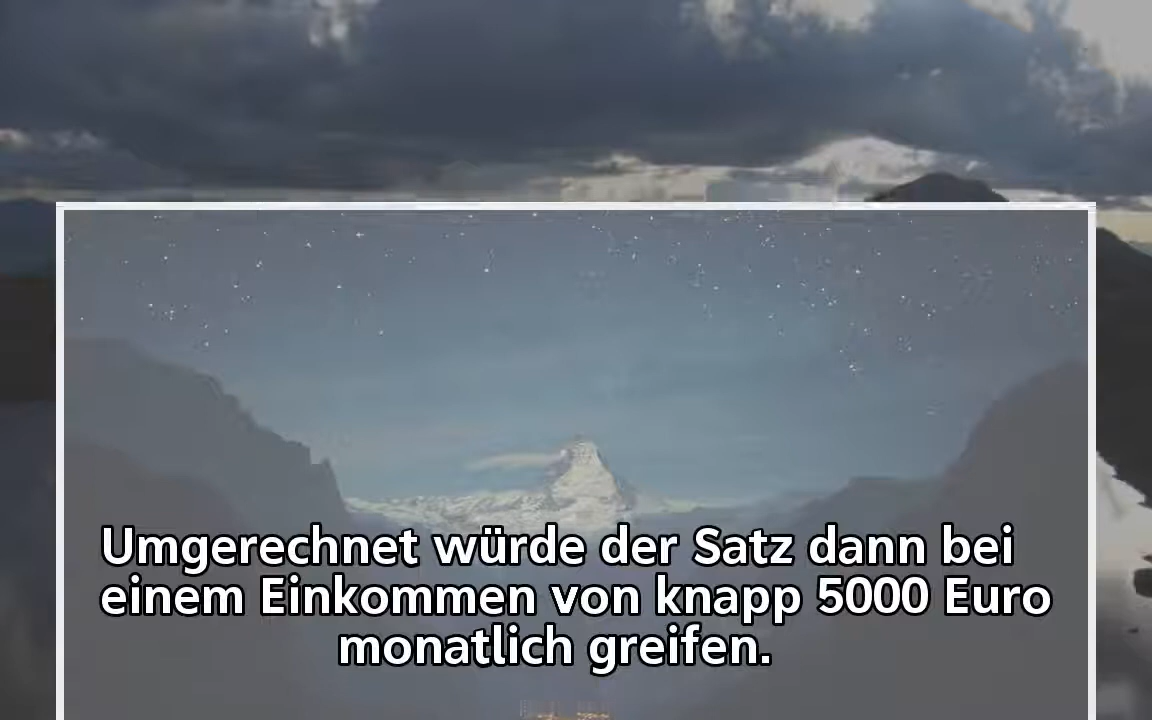 Umgerechnet würde der Satz dann bei
einem Einkommen von knapp 5000 Euro
monatlich greifen.